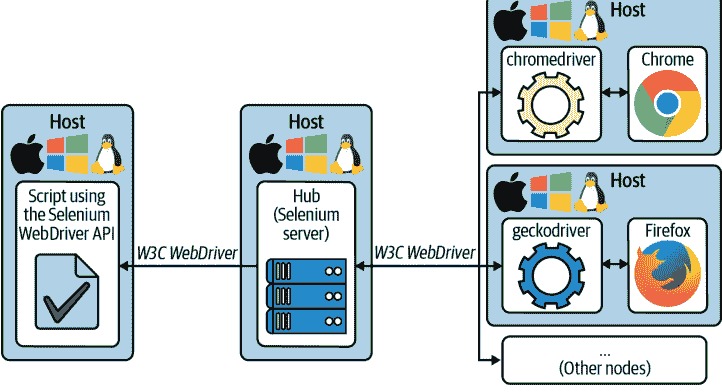 Host
Script using
the Selenium
WebDriver API
W3C WebDriver
Host
Hub
(Selenium
server)
W3C WebDriver
Host
chromedriver
Chrome
Host
geckodriver
Firefox
...
(Other nodes)